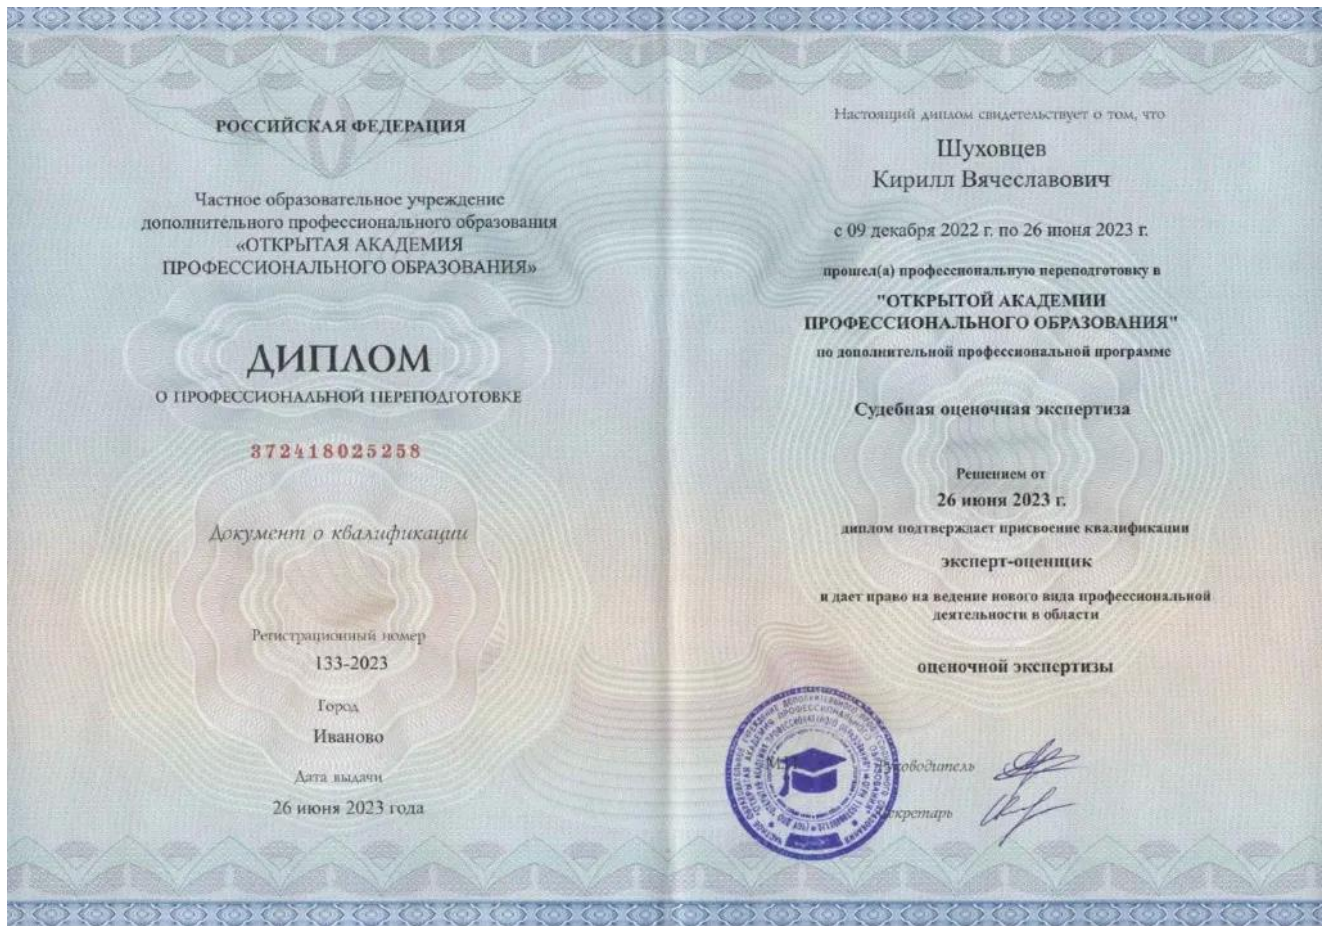 РОССИЙСКАЯ ФЕДЕРАЦИЯ
Частное образовательное учреждение
дополнительного профессионального образования
«ОТКРЫТАЯ АКАДЕМИЯ
ПРОФЕССИОНАЛЬНОГО ОБРАЗОВАНИЯ»
ДИПЛОМ
О ПРОФЕССИОНАЛЬНОЙ ПЕРЕПОДГОТОВКЕ
372418025258
Документ о квалификации
Регистрационный номер
133-2023
Город
Иваново
Дата выдачи
26 июня 2023 года
Настоящий диплом свидетельствует о том, что
Шуховцев
Кирилл Вячеславович
с 09 декабря 2022 г. по 26 июня 2023 г.
прошел(а) профессиональную переподготовку в
"ОТКРЫТОЙ АКАДЕМИИ
ПРОФЕССИОНАЛЬНОГО ОБРАЗОВАНИЯ"
по дополнительной профессиональной программе
Судебная оценочная экспертиза
Решением от
26 июня 2023 г.
диплом подтверждает присвоение квалификации
эксперт-оценщик
и дает право на ведение нового вида профессиональной
деятельности в области
оценочной экспертизы
Руководитель
Секретарь